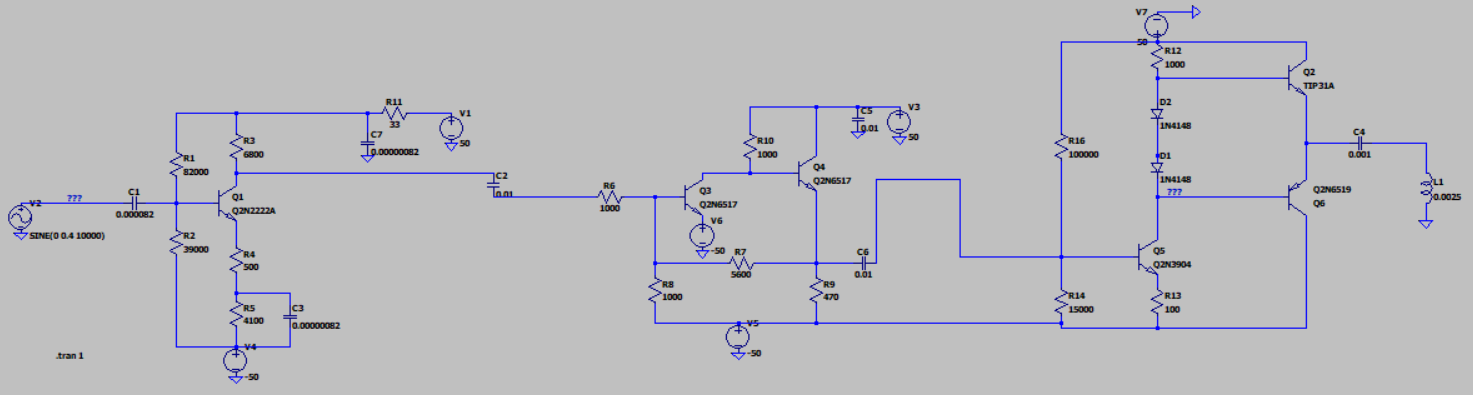 V2
SINE(0 0.4 10000)
???
C1
0.000082
R1
82000
R2
39000
R3
6800
Q1
Q2N2222A
R4
500
R5
4100
C3
0.00000082
V4
-50
.tran 1
R11
33
C7
0.00000082
V1
50
C2
0.01
R6
1000
R8
1000
R7
5600
Q3
Q2N6517
V6
-50
V5
-50
R10
1000
Q4
Q2N6517
C5
0.01
V3
50
R9
470
C6
0.01
R16
100000
R14
15000
V7
50
R12
1000
D2
1N4148
D1
1N4148
???
Q5
Q2N3904
R13
100
Q2
TIP31A
Q2N6519
Q6
C4
0.001
L1
0.0025